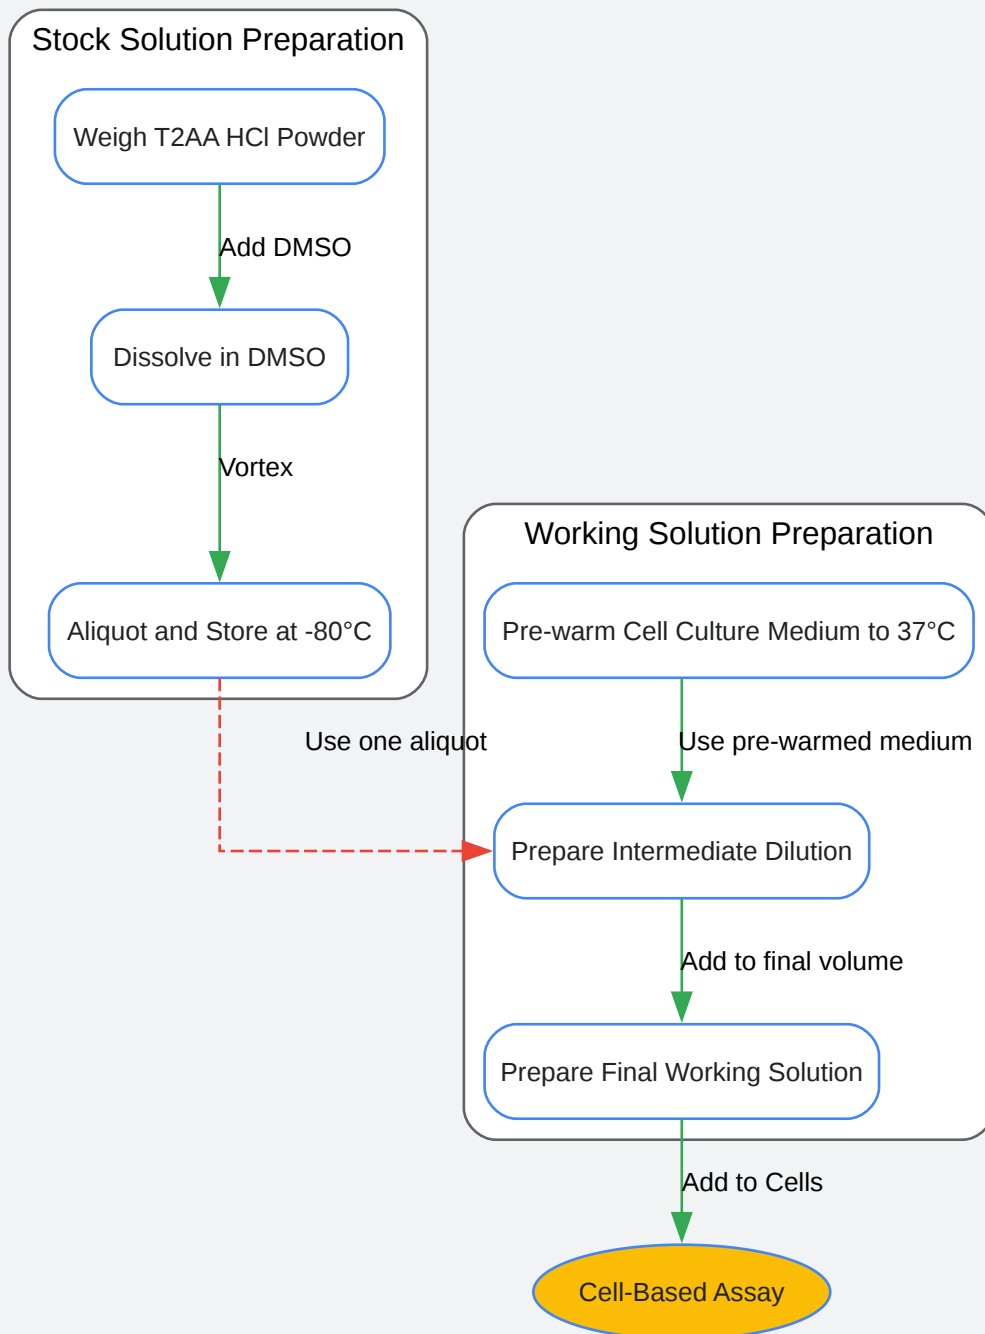 Stock Solution Preparation
Weigh T2AA HCl Powder
Add DMSO
Dissolve in DMSO
Vortex
Aliquot and Store at -80°C
Use one aliquot
Working Solution Preparation
Pre-warm Cell Culture Medium to 37°C
Use pre-warmed medium
Prepare Intermediate Dilution
Add to final volume
Prepare Final Working Solution
Add to Cells
Cell-Based Assay